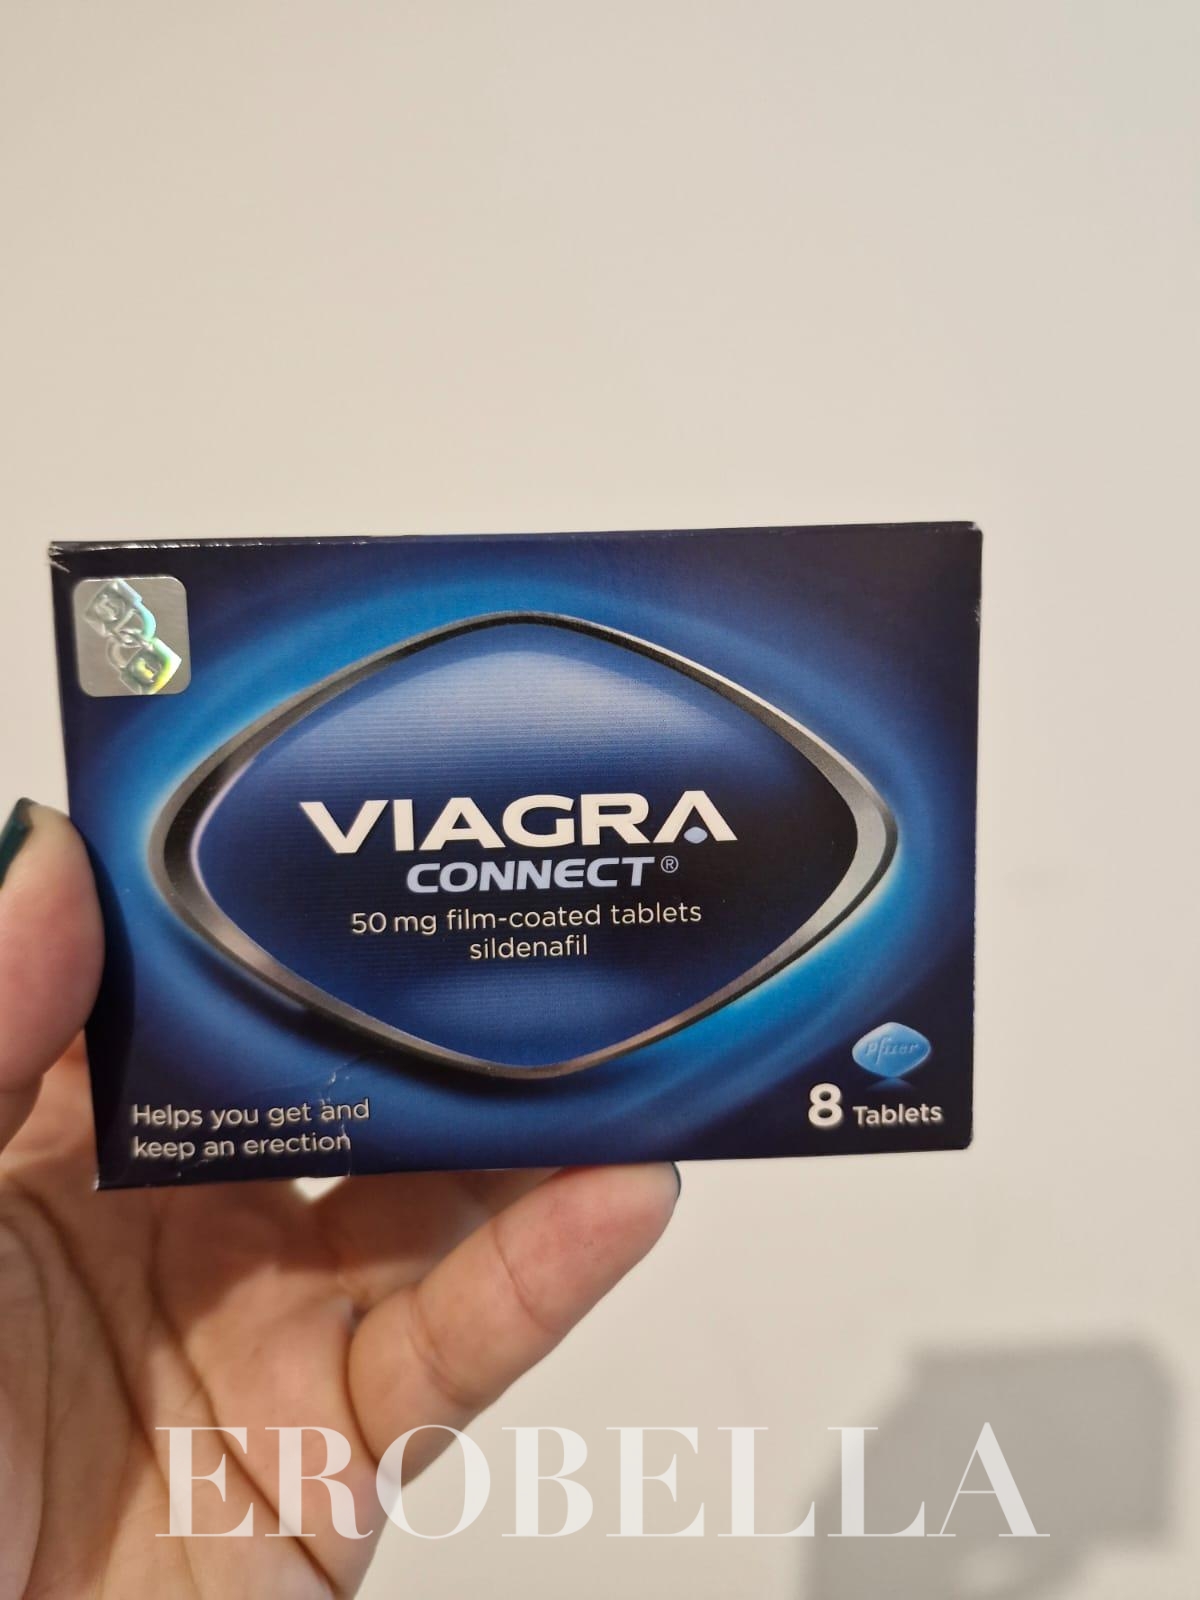 VIAGRA
CONNECT®
50 mg film-coated tablets
sildenafil
Helps you get and
keep an erection
pfizer
8 Tablets
EROBELLA